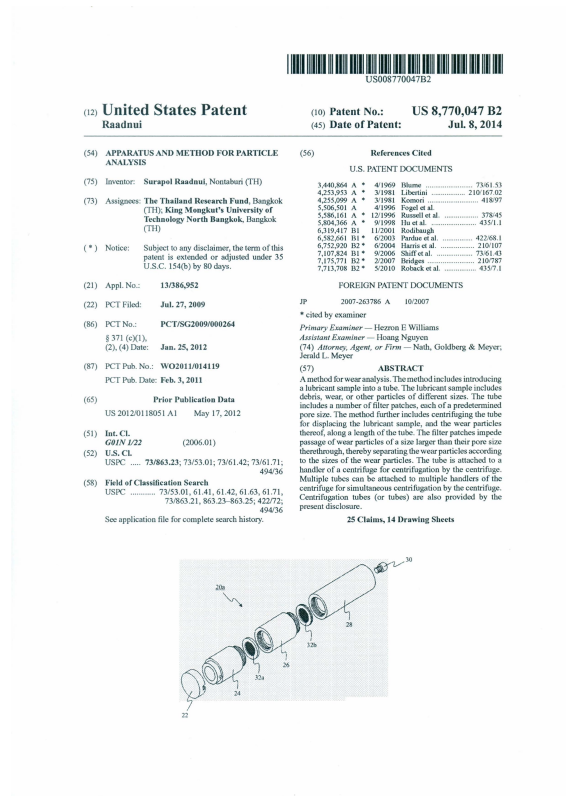 US008770047B2
(12) United States Patent
Raadnui
(10) Patent No.: US 8,770,047 B2
(45) Date of Patent: Jul. 8, 2014
(54) APPARATUS AND METHOD FOR PARTICLE
ANALYSIS
(75) Inventor: Surapol Raadnui, Nontaburi (TH)
(73) Assignees: The Thailand Research Fund, Bangkok
(TH); King Mongkut's University of
Technology North Bangkok, Bangkok
(TH)
( * ) Notice: Subject to any disclaimer, the term of this
patent is extended or adjusted under 35
U.S.C. 154(b) by 80 days.
(21) Appl. No.: 13/386,952
(22) PCT Filed: Jul. 27, 2009
(86) PCT No.: PCT/SG2009/000264
§ 371 (c)(1),
(2), (4) Date: Jan. 25, 2012
(87) PCT Pub. No.: WO2011/014119
PCT Pub. Date: Feb. 3, 2011
(65) Prior Publication Data
US 2012/0118051 A1 May 17, 2012
(51) Int. Cl.
G01N 1/22 (2006.01)
(52) U.S. Cl.
USPC ..... 73/863.23; 73/53.01; 73/61.42; 73/61.71;
494/36
(58) Field of Classification Search
USPC ............ 73/53.01, 61.41, 61.42, 61.63, 61.71,
73/863.21, 863.23–863.25; 422/72;
494/36
See application file for complete search history.
(56) References Cited
U.S. PATENT DOCUMENTS
3,440,864 A * 4/1969 Blume ........................ 73/61.53
4,253,953 A * 3/1981 Libertini ................. 210/167.02
4,255,099 A * 3/1981 Komori ....................... 418/97
5,506,501 A 4/1996 Fogel et al.
5,586,161 A * 12/1996 Russell et al. ................ 378/45
5,804,366 A * 9/1998 Hu et al. ..................... 435/1.1
6,319,417 B1 11/2001 Rodibaugh
6,582,661 B1 * 6/2003 Pardue et al. .............. 422/68.1
6,752,920 B2 * 6/2004 Harris et al. ................ 210/107
7,107,824 B1 * 9/2006 Shiff et al. ................. 73/61.43
7,175,771 B2 * 2/2007 Bridges ...................... 210/787
7,713,708 B2 * 5/2010 Roback et al. ............... 435/7.1
FOREIGN PATENT DOCUMENTS
JP 2007-263786 A 10/2007
* cited by examiner
Primary Examiner — Hezron E Williams
Assistant Examiner — Hoang Nguyen
(74) Attorney, Agent, or Firm — Nath, Goldberg & Meyer;
Jerald L. Meyer
(57) ABSTRACT
A method for wear analysis. The method includes introducing
a lubricant sample into a tube. The lubricant sample includes
debris, wear, or other particles of different sizes. The tube
includes a number of filter patches, each of a predetermined
pore size. The method further includes centrifuging the tube
for displacing the lubricant sample, and the wear particles
thereof, along a length of the tube. The filter patches impede
passage of wear particles of a size larger than their pore size
therethrough, thereby separating the wear particles according
to the sizes of the wear particles. The tube is attached to a
handler of a centrifuge for centrifugation by the centrifuge.
Multiple tubes can be attached to multiple handlers of the
centrifuge for simultaneous centrifugation by the centrifuge.
Centrifugation tubes (or tubes) are also provided by the
present disclosure.
25 Claims, 14 Drawing Sheets
30
20a
28
32b
26
32a
24
22